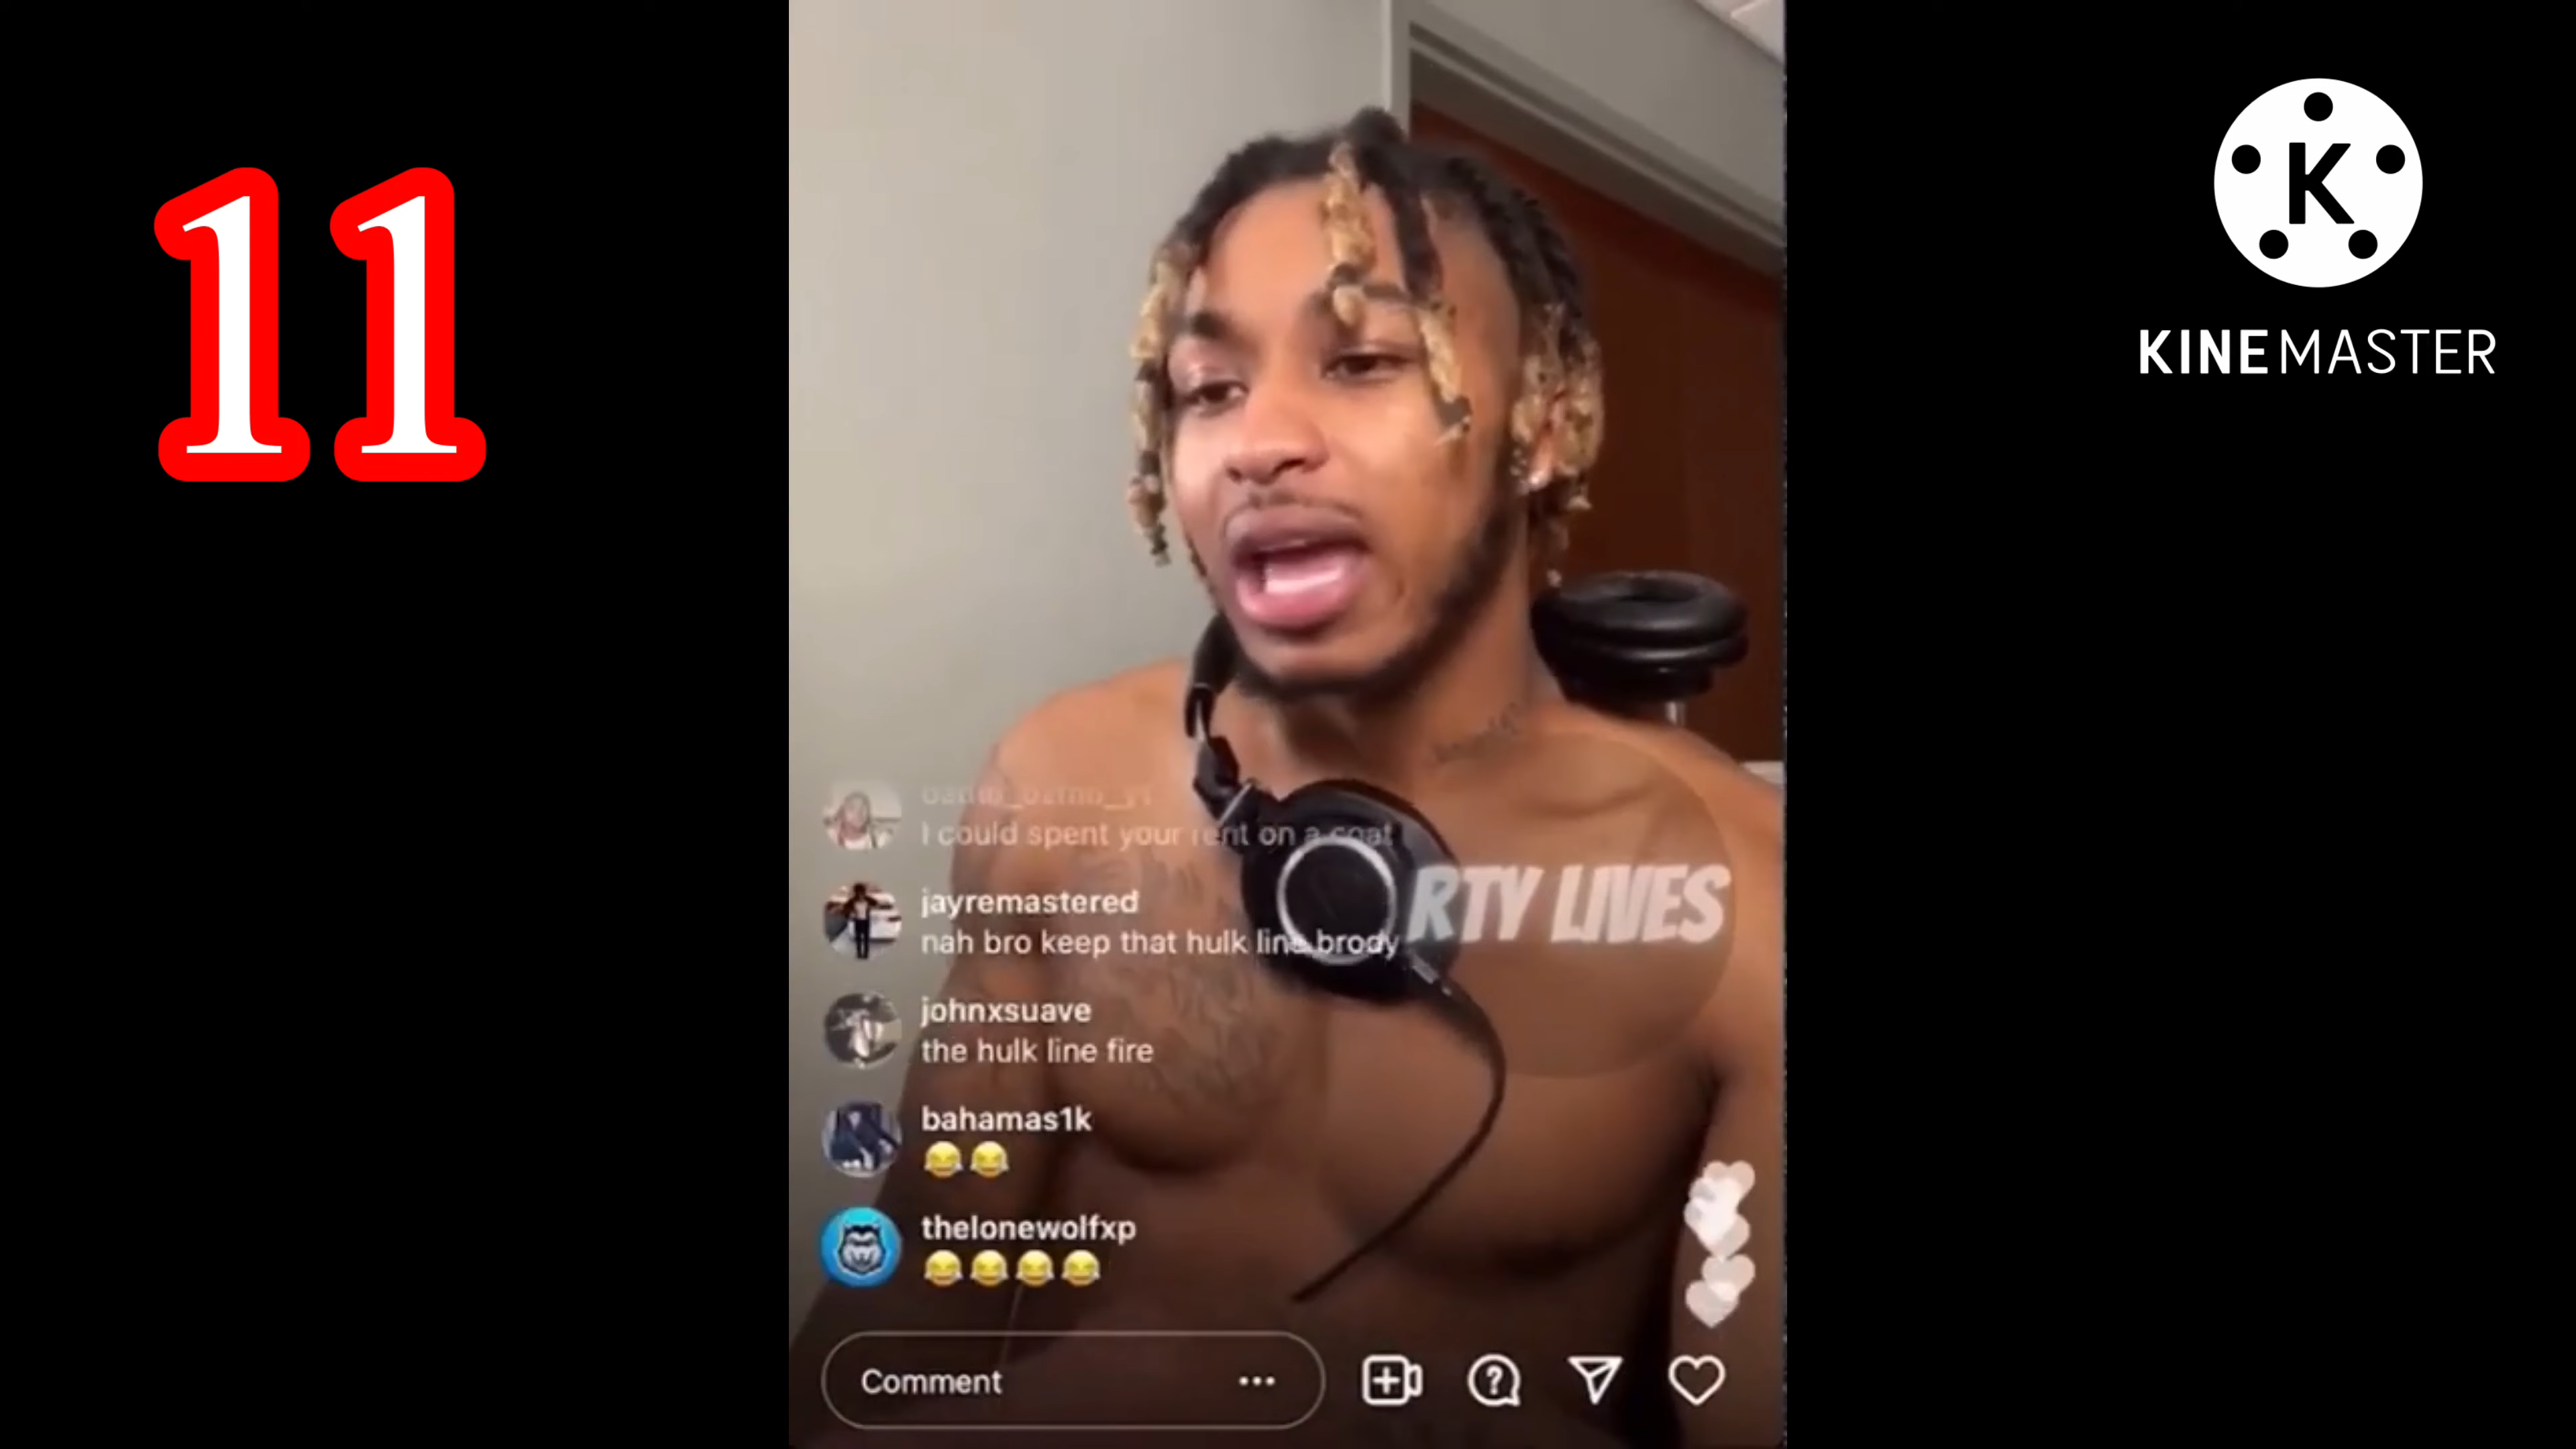 11
K
KINEMASTER
I could spent your rent on a coat
jayremastered
nah bro keep that hulk line brody
RTY LIVES
johnxsuave
the hulk line fire
bahamas1k
😂😂
thelonewolfxp
😂😂😂😂
Comment